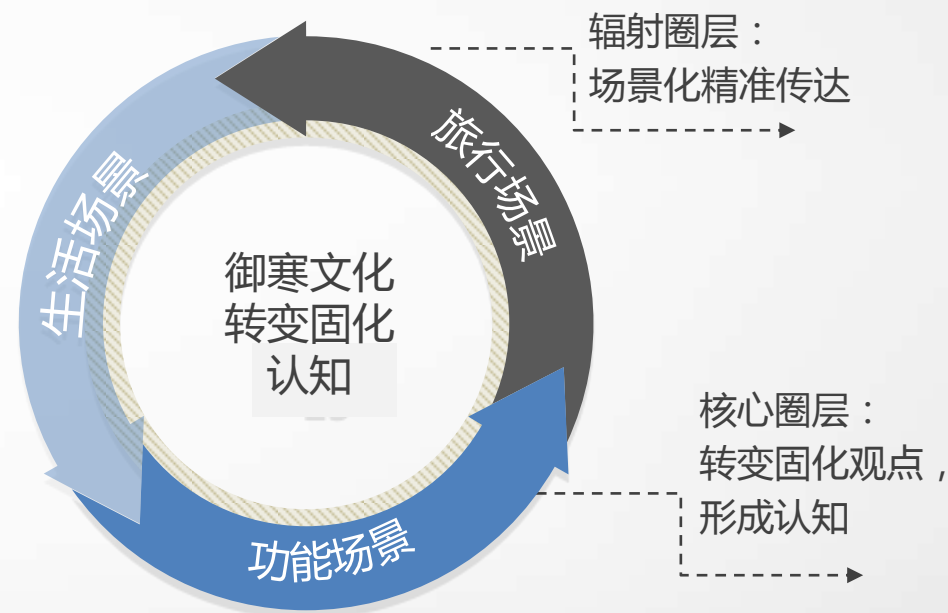 辐射圈层：
场景化精准传达
旅行场景
生活场景
御寒文化
转变固化
认知
核心圈层：
转变固化观点，
形成认知
功能场景